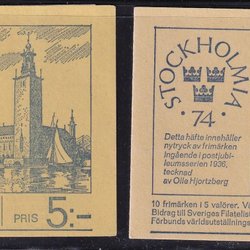 PRIS 5:-
STOCKHOLMIA
74
Detta häfte innehåller
nytryck av frimärken
Ingående i postjubi-
leumsserien 1936,
tecknad
av Olle Hjortzberg
10 frimärken i 5 valörer.
Bidrag till Sveriges
Förbunds världsutställning